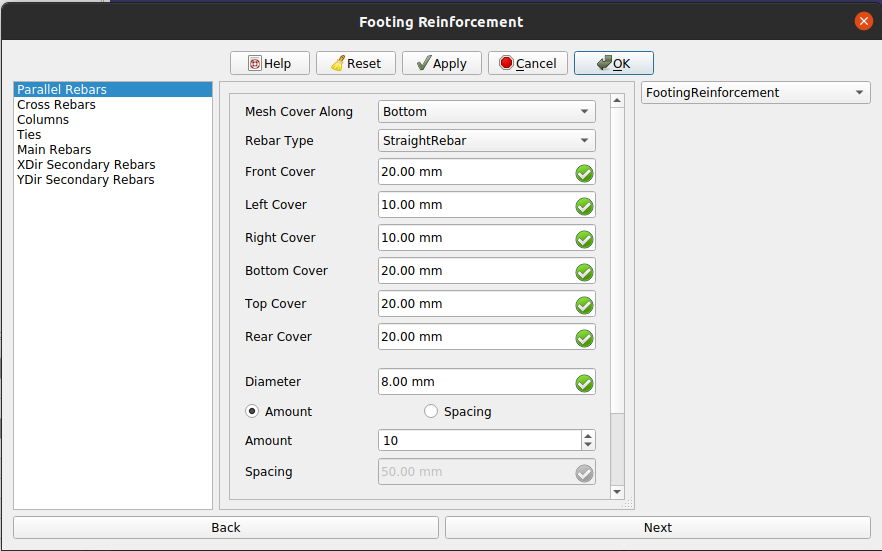 Footing Reinforcement
Help Reset Apply Cancel OK
Parallel Rebars
Cross Rebars
Columns
Ties
Main Rebars
XDir Secondary Rebars
YDir Secondary Rebars
Mesh Cover Along Bottom
Rebar Type StraightRebar
Front Cover 20.00 mm
Left Cover 10.00 mm
Right Cover 10.00 mm
Bottom Cover 20.00 mm
Top Cover 20.00 mm
Rear Cover 20.00 mm
Diameter 8.00 mm
Amount Spacing
Amount 10
Spacing 50.00 mm
FootingReinforcement
Back Next